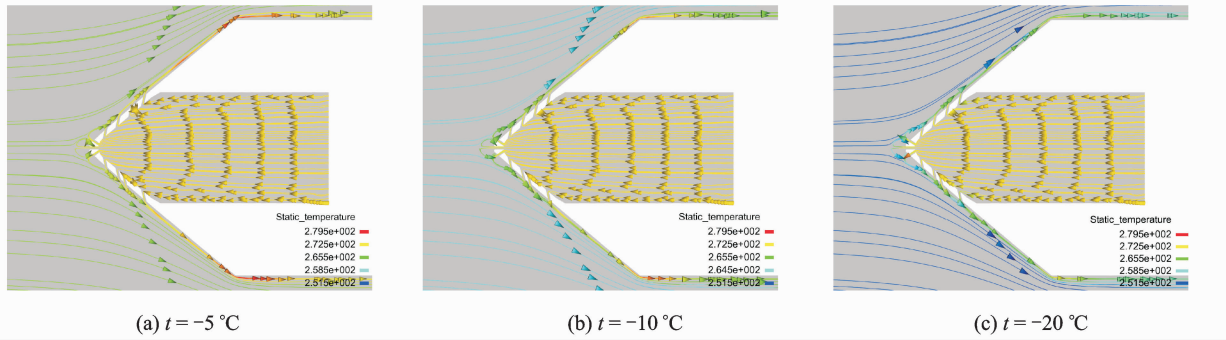 Static_temperature
2.795e+002
2.725e+002
2.655e+002
2.585e+002
2.515e+002
(a) t = −5 °C
Static_temperature
2.795e+002
2.725e+002
2.655e+002
2.645e+002
2.515e+002
(b) t = −10 °C
Static_temperature
2.795e+002
2.725e+002
2.655e+002
2.585e+002
2.515e+002
(c) t = −20 °C